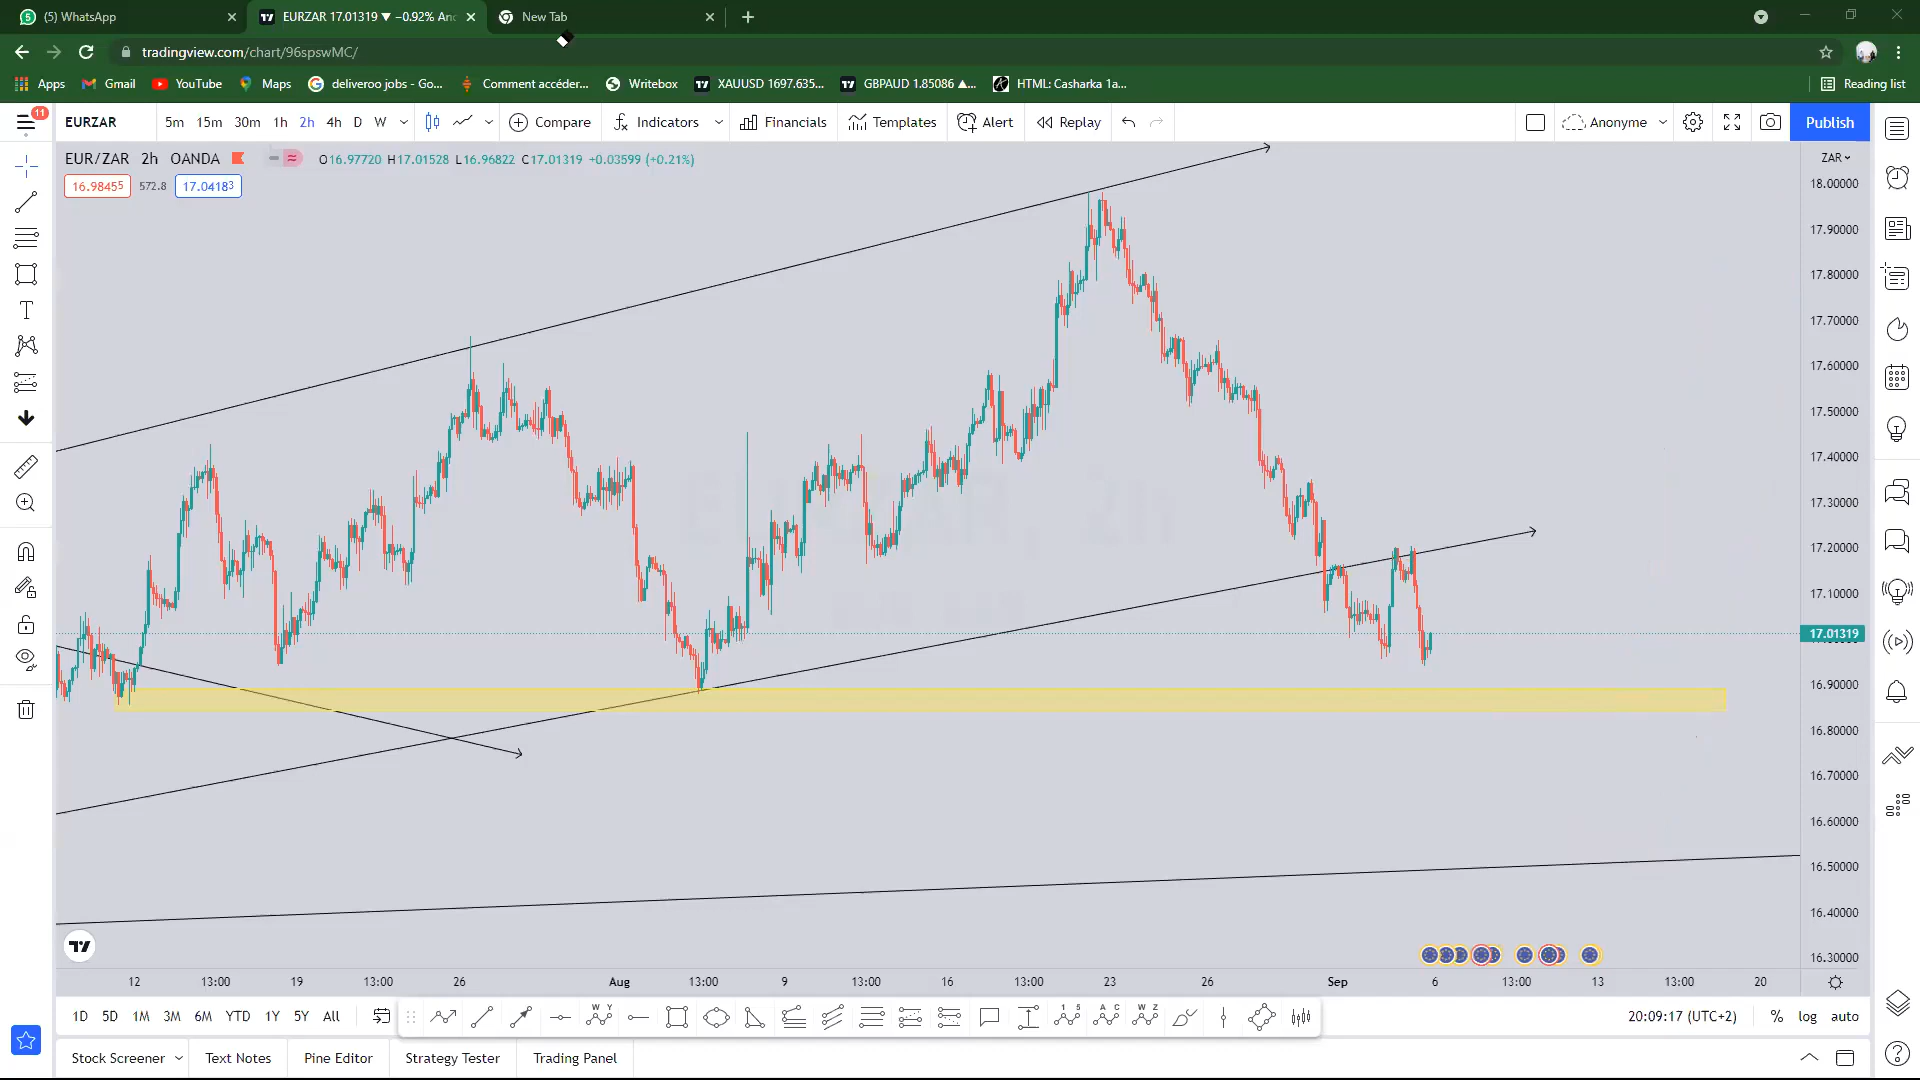 (5) WhatsApp
EURZAR 17.01319 ▼ −0.92% Anc
New Tab
tradingview.com/chart/96spswMC/
Apps
Gmail
YouTube
Maps
deliveroo jobs - Go...
Comment accéder...
Writebox
XAUUSD 1697.635...
GBPAUD 1.85086 ▲...
HTML: Casharka 1a...
Reading list
11
EURZAR
5m 15m 30m 1h 2h 4h D W
Compare
Indicators
Financials
Templates
Alert
Replay
Anonyme
Publish
EUR/ZAR 2h OANDA
O16.97720 H17.01528 L16.96822 C17.01319 +0.03599 (+0.21%)
16.98455 572.8 17.04183
ZAR
18.00000
17.90000
17.80000
17.70000
17.60000
17.50000
17.40000
17.30000
17.20000
17.10000
17.01319
16.90000
16.80000
16.70000
16.60000
16.50000
16.40000
16.30000
12 13:00 19 13:00 26 Aug 13:00 9 13:00 16 13:00 26 Sep 6 13:00 13 13:00 20
13:00 23
1D 5D 1M 3M 6M YTD 1Y 5Y All
W Y
1 5
A C
W Z
20:09:17 (UTC+2)
% log auto
Stock Screener
Text Notes
Pine Editor
Strategy Tester
Trading Panel